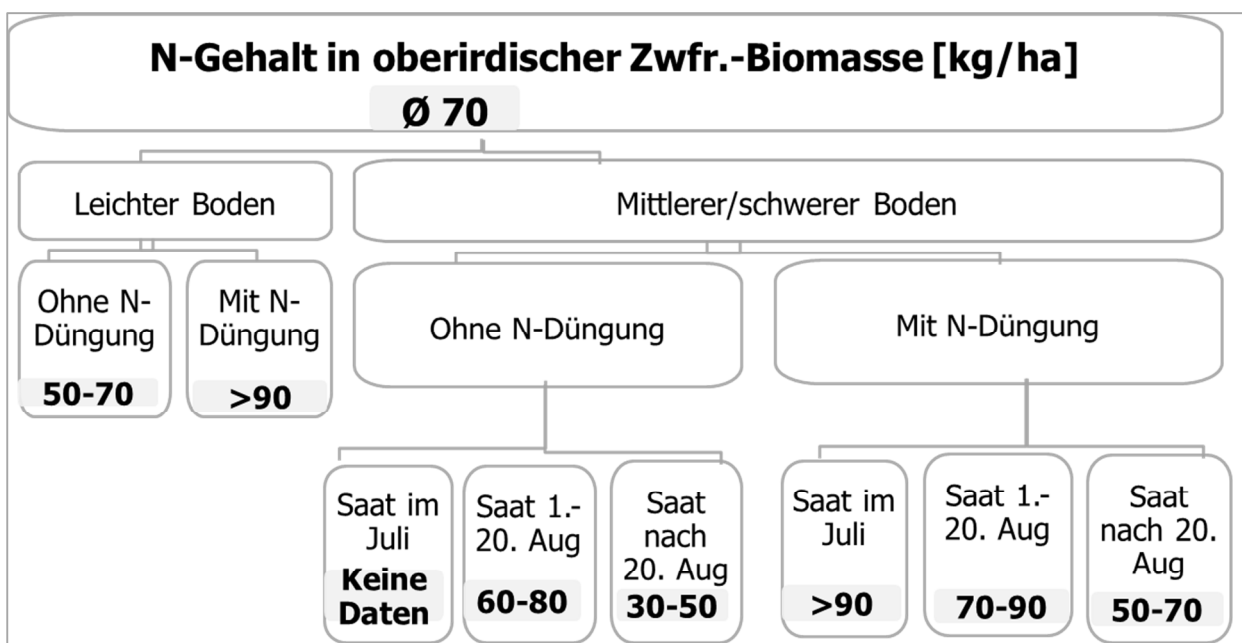 N-Gehalt in oberirdischer Zwfr.-Biomasse [kg/ha]
Ø 70
Leichter Boden
Mittlerer/schwerer Boden
Ohne N-
Düngung
50-70
Mit N-
Düngung
>90
Ohne N-Düngung
Mit N-Düngung
Saat im
Juli
Keine
Daten
Saat 1.-
20. Aug
60-80
Saat
nach
20. Aug
30-50
Saat im
Juli
>90
Saat 1.-
20. Aug
70-90
Saat
nach 20.
Aug
50-70